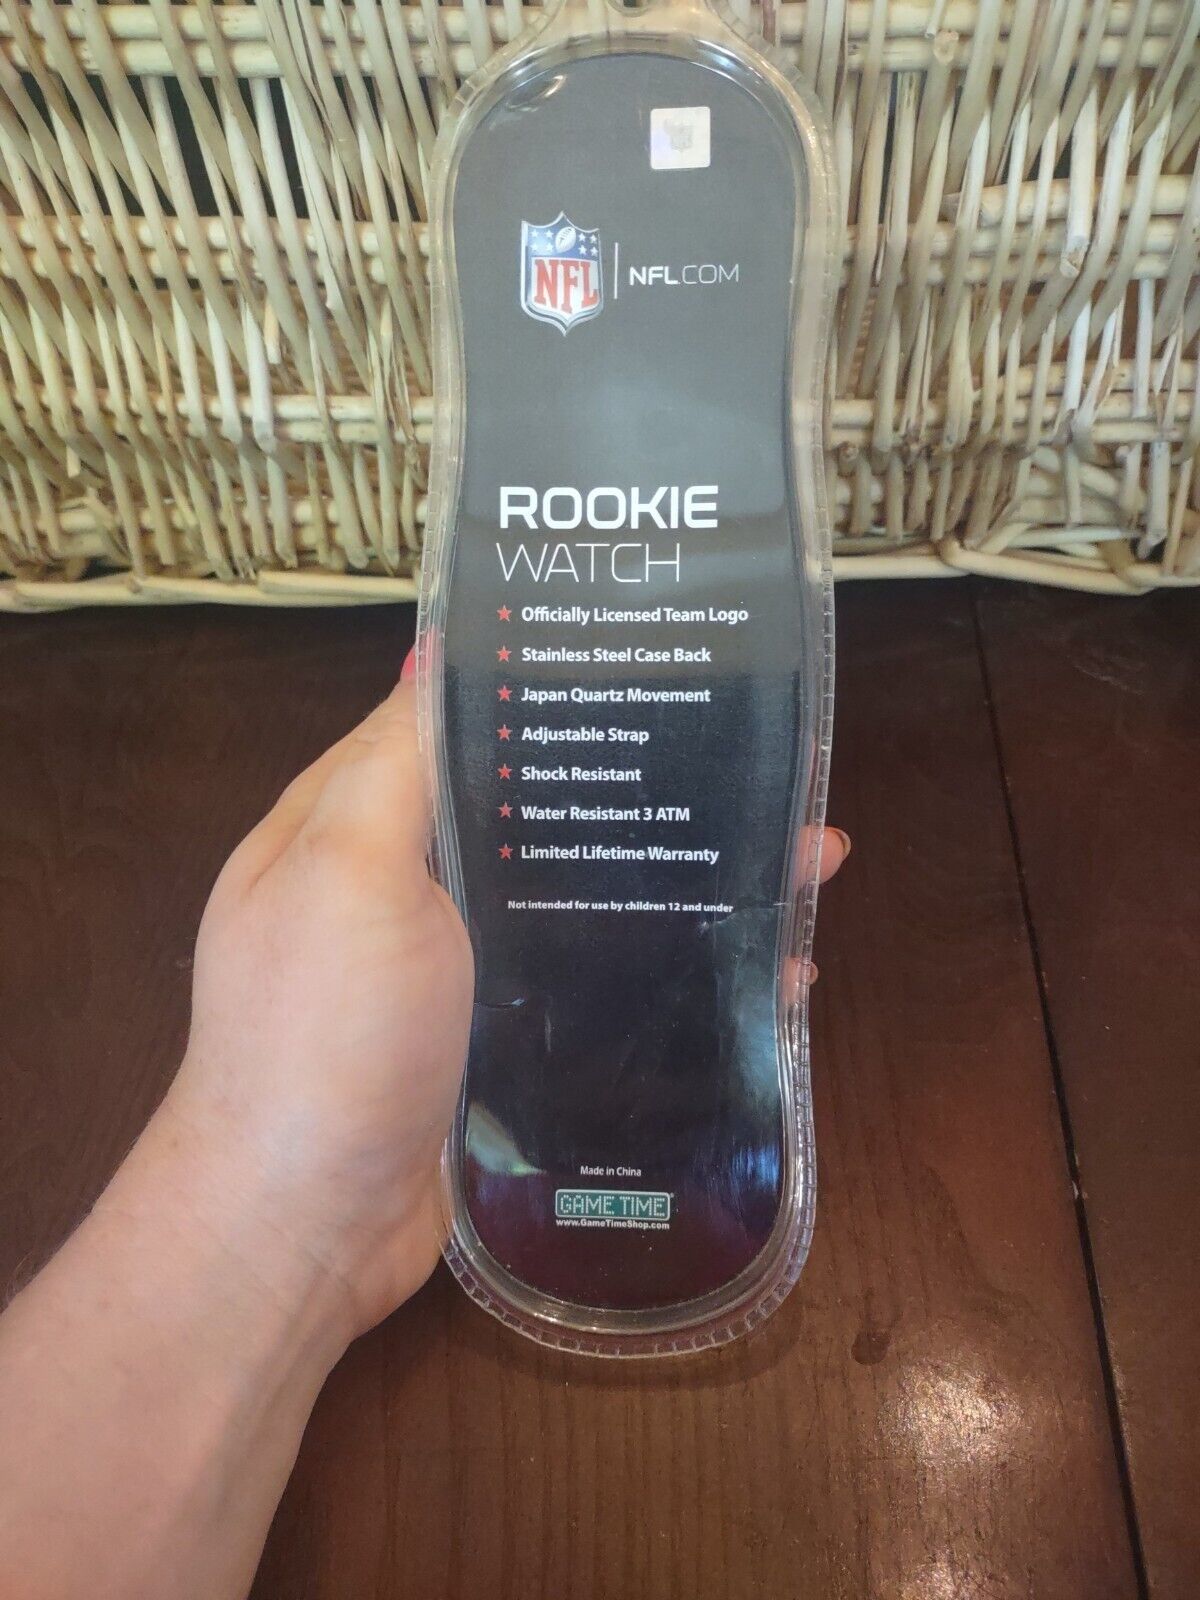 NFL
NFL.COM
ROOKIE
WATCH
Officially Licensed Team Logo
Stainless Steel Case Back
Japan Quartz Movement
Adjustable Strap
Shock Resistant
Water Resistant 3 ATM
Limited Lifetime Warranty
Not intended for use by children 12 and under
Made in China
GAME TIME®
www.GameTimeShop.com